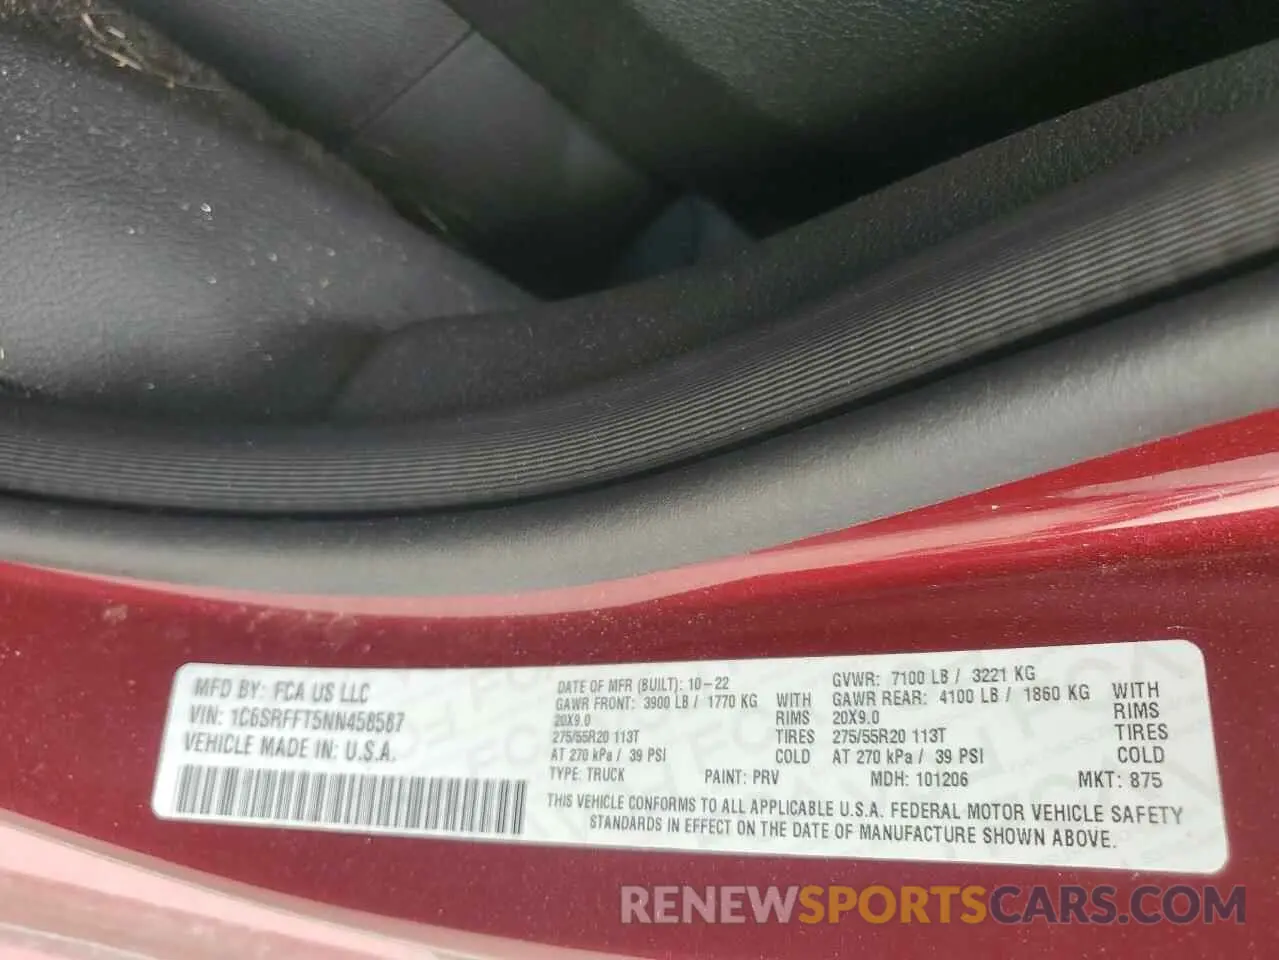 MFD BY: FCA US LLC
VIN: 1C6SRFFT5NN458587
VEHICLE MADE IN: U.S.A.
DATE OF MFR (BUILT): 10-22
GAWR FRONT: 3900 LB / 1770 KG WITH
20X9.0 RIMS
275/55R20 113T TIRES
AT 270 kPa / 39 PSI COLD
TYPE: TRUCK PAINT: PRV
GVWR: 7100 LB / 3221 KG
GAWR REAR: 4100 LB / 1860 KG WITH
20X9.0 RIMS
275/55R20 113T TIRES
AT 270 kPa / 39 PSI COLD
MDH: 101206 MKT: 875
THIS VEHICLE CONFORMS TO ALL APPLICABLE U.S.A. FEDERAL MOTOR VEHICLE SAFETY
STANDARDS IN EFFECT ON THE DATE OF MANUFACTURE SHOWN ABOVE.
RENEWSPORTSCARS.COM